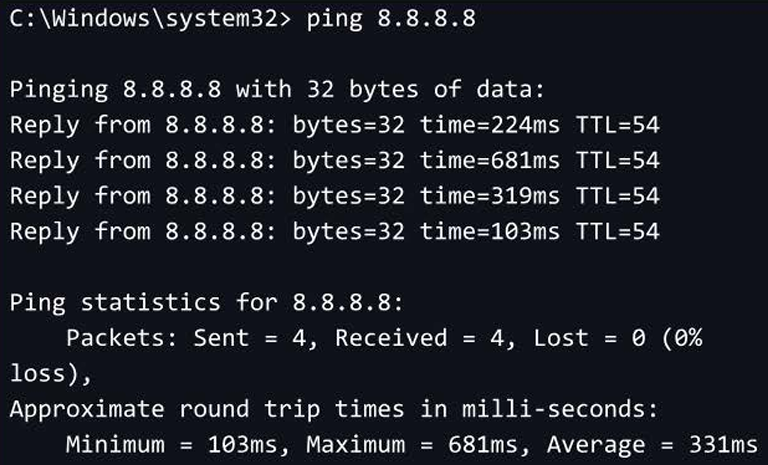 C:\Windows\system32> ping 8.8.8.8
Pinging 8.8.8.8 with 32 bytes of data:
Reply from 8.8.8.8: bytes=32 time=224ms TTL=54
Reply from 8.8.8.8: bytes=32 time=681ms TTL=54
Reply from 8.8.8.8: bytes=32 time=319ms TTL=54
Reply from 8.8.8.8: bytes=32 time=103ms TTL=54
Ping statistics for 8.8.8.8:
    Packets: Sent = 4, Received = 4, Lost = 0 (0%
loss),
Approximate round trip times in milli-seconds:
    Minimum = 103ms, Maximum = 681ms, Average = 331ms